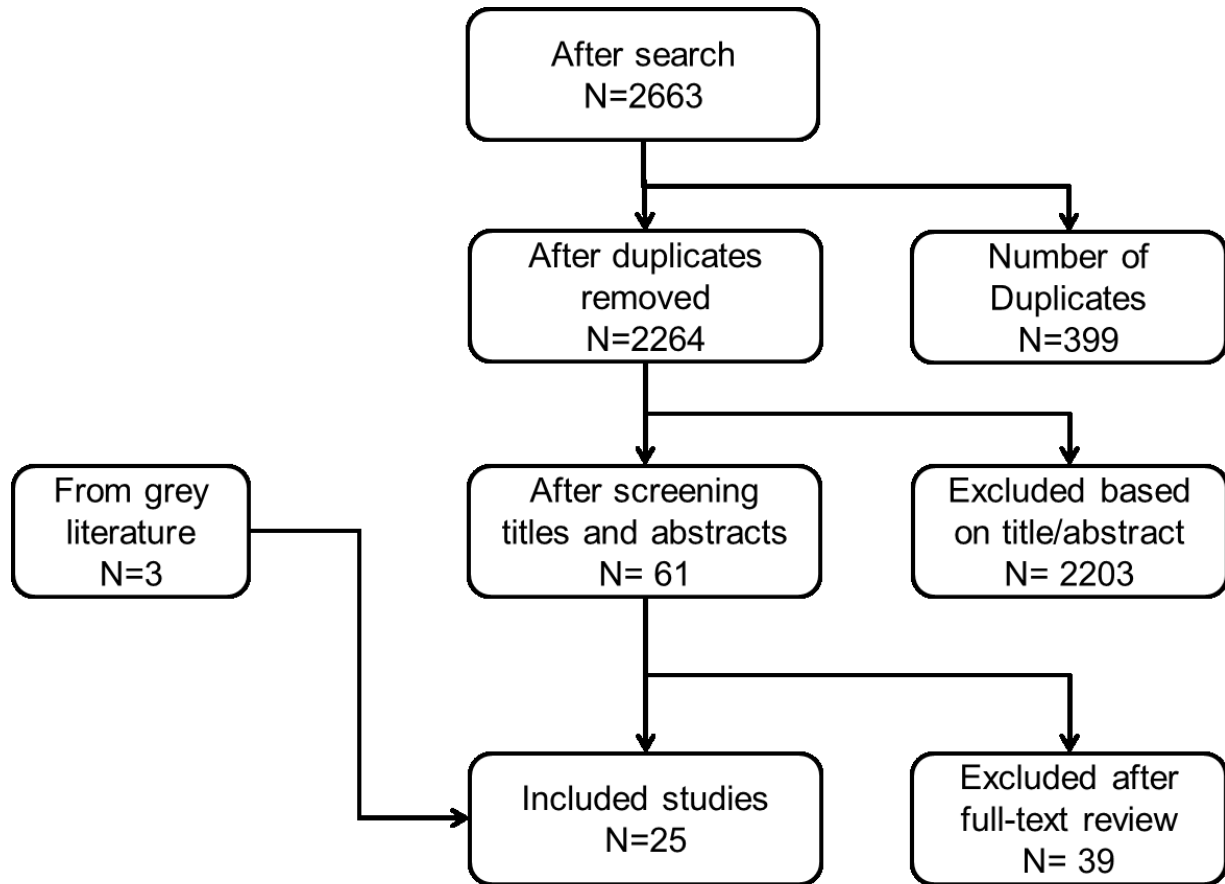 After search
N=2663
After duplicates
removed
N=2264
Number of
Duplicates
N=399
From grey
literature
N=3
After screening
titles and abstracts
N= 61
Excluded based
on title/abstract
N= 2203
Included studies
N=25
Excluded after
full-text review
N= 39